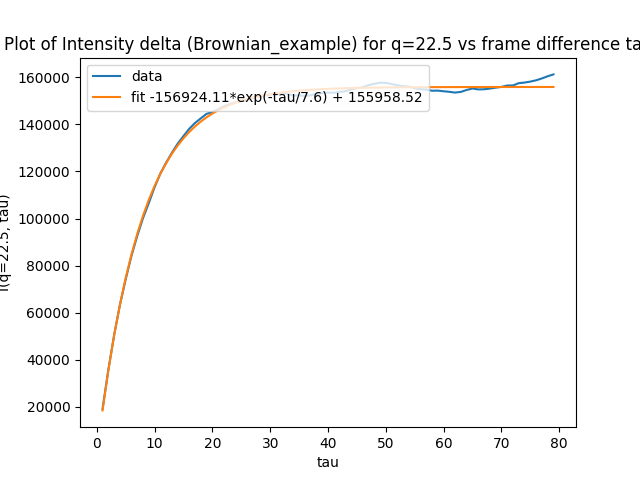 Plot of Intensity delta (Brownian_example) for q=22.5 vs frame difference ta
data
fit -156924.11*exp(-tau/7.6) + 155958.52
160000
140000
120000
100000
80000
60000
40000
20000
I(q=22.5, tau)
0 10 20 30 40 50 60 70 80
tau